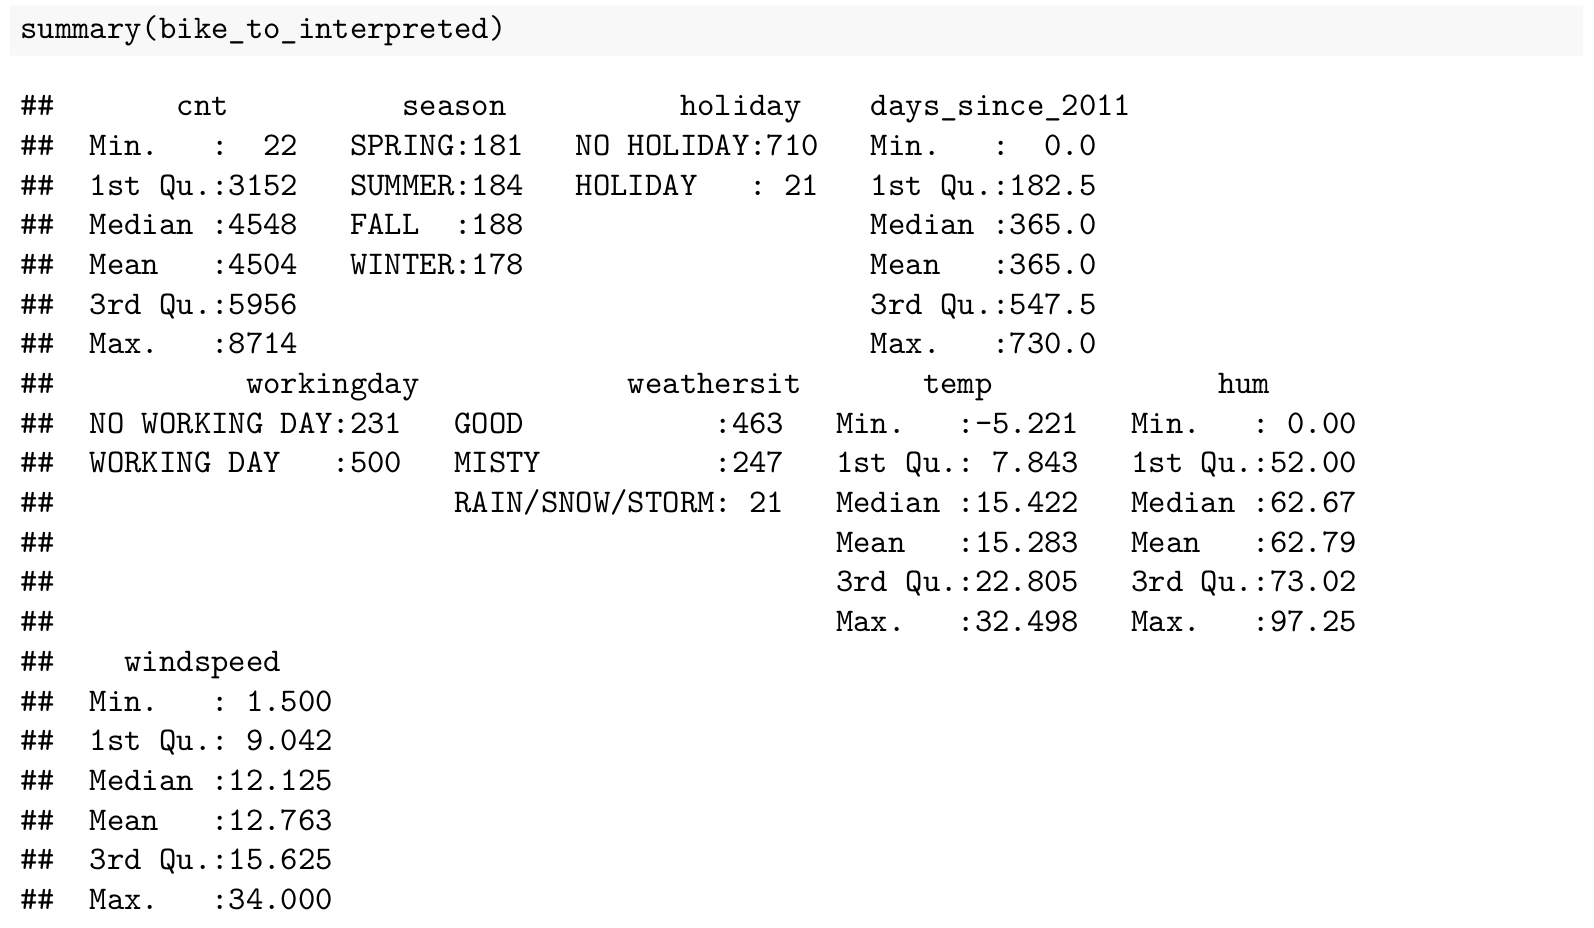 summary(bike_to_interpreted)
##       cnt          season          holiday    days_since_2011
##  Min.   :  22   SPRING:181   NO HOLIDAY:710   Min.   :  0.0
##  1st Qu.:3152   SUMMER:184   HOLIDAY   : 21   1st Qu.:182.5
##  Median :4548   FALL  :188                    Median :365.0
##  Mean   :4504   WINTER:178                    Mean   :365.0
##  3rd Qu.:5956                                 3rd Qu.:547.5
##  Max.   :8714                                 Max.   :730.0
##           workingday            weathersit       temp             hum
##  NO WORKING DAY:231   GOOD           :463   Min.   :-5.221   Min.   : 0.00
##  WORKING DAY   :500   MISTY          :247   1st Qu.: 7.843   1st Qu.:52.00
##                       RAIN/SNOW/STORM: 21   Median :15.422   Median :62.67
##                                             Mean   :15.283   Mean   :62.79
##                                             3rd Qu.:22.805   3rd Qu.:73.02
##                                             Max.   :32.498   Max.   :97.25
##    windspeed
##  Min.   : 1.500
##  1st Qu.: 9.042
##  Median :12.125
##  Mean   :12.763
##  3rd Qu.:15.625
##  Max.   :34.000